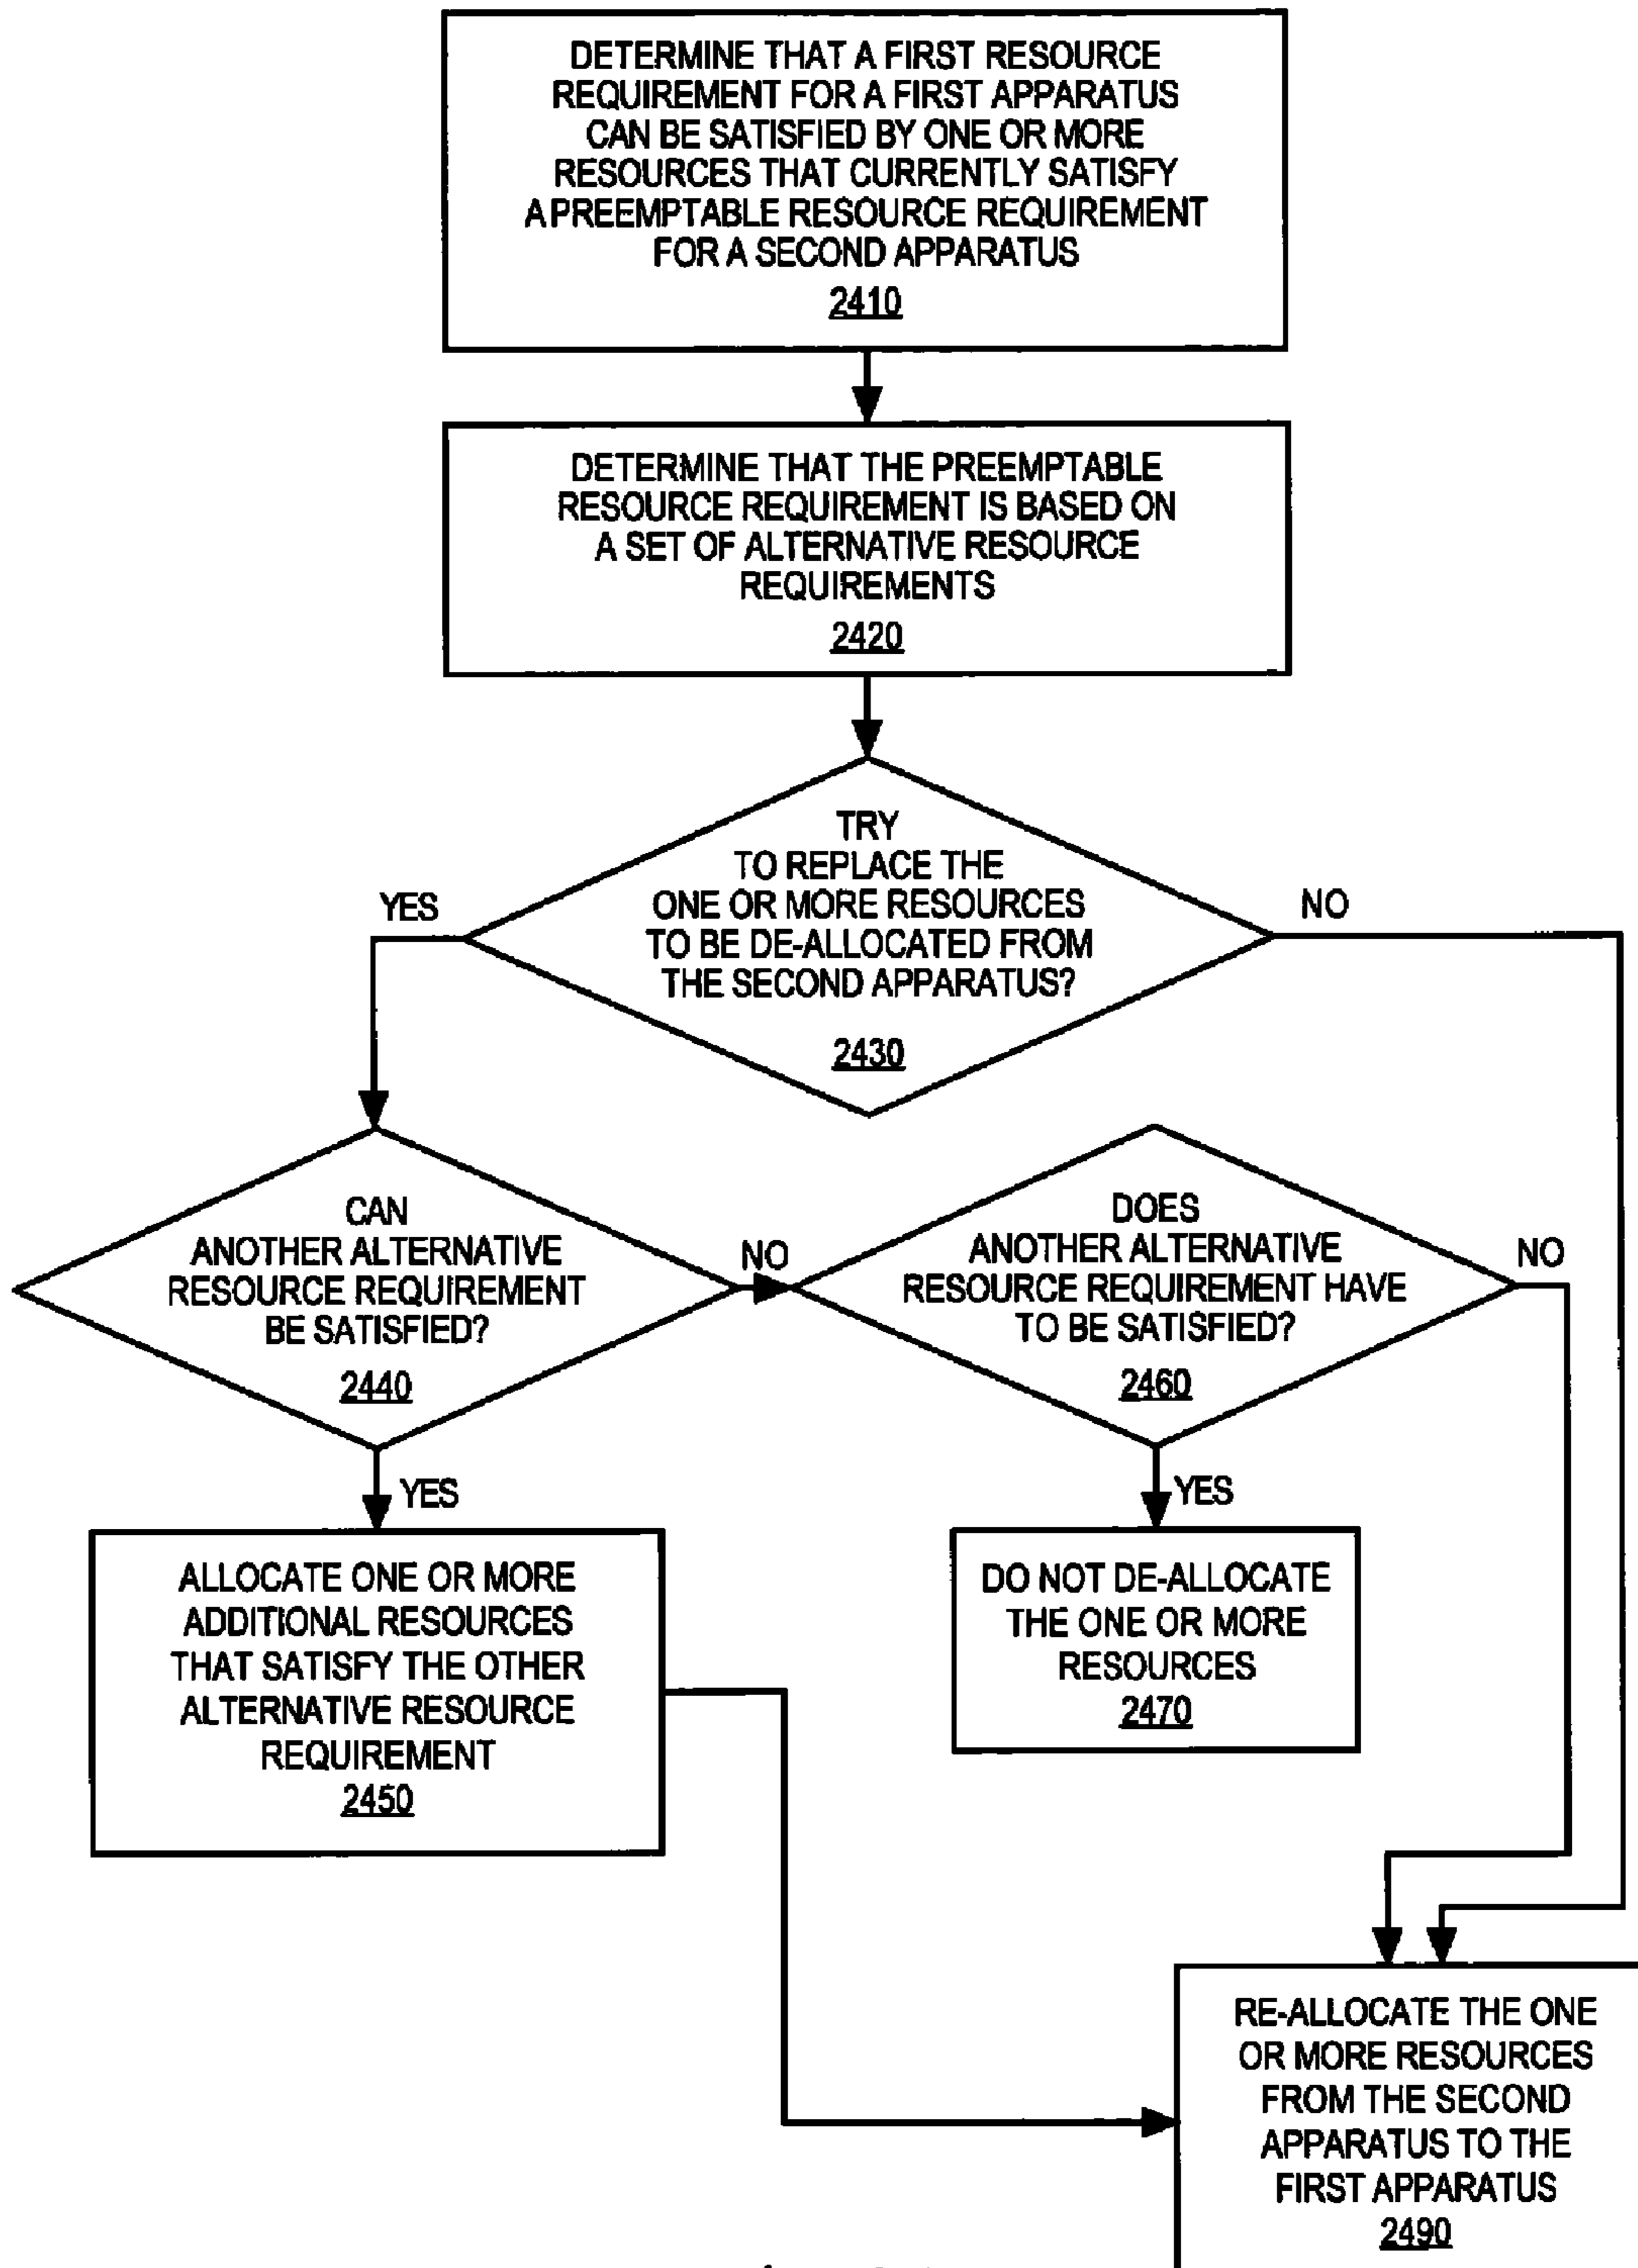 DETERMINE THAT A FIRST RESOURCE
REQUIREMENT FOR A FIRST APPARATUS
CAN BE SATISFIED BY ONE OR MORE
RESOURCES THAT CURRENTLY SATISFY
A PREEMPTABLE RESOURCE REQUIREMENT
FOR A SECOND APPARATUS
2410
DETERMINE THAT THE PREEMPTABLE
RESOURCE REQUIREMENT IS BASED ON
A SET OF ALTERNATIVE RESOURCE
REQUIREMENTS
2420
TRY
TO REPLACE THE
ONE OR MORE RESOURCES
TO BE DE-ALLOCATED FROM
THE SECOND APPARATUS?
2430
YES
NO
CAN
ANOTHER ALTERNATIVE
RESOURCE REQUIREMENT
BE SATISFIED?
2440
NO
DOES
ANOTHER ALTERNATIVE
RESOURCE REQUIREMENT HAVE
TO BE SATISFIED?
2460
NO
YES
YES
ALLOCATE ONE OR MORE
ADDITIONAL RESOURCES
THAT SATISFY THE OTHER
ALTERNATIVE RESOURCE
REQUIREMENT
2450
DO NOT DE-ALLOCATE
THE ONE OR MORE
RESOURCES
2470
RE-ALLOCATE THE ONE
OR MORE RESOURCES
FROM THE SECOND
APPARATUS TO THE
FIRST APPARATUS
2490